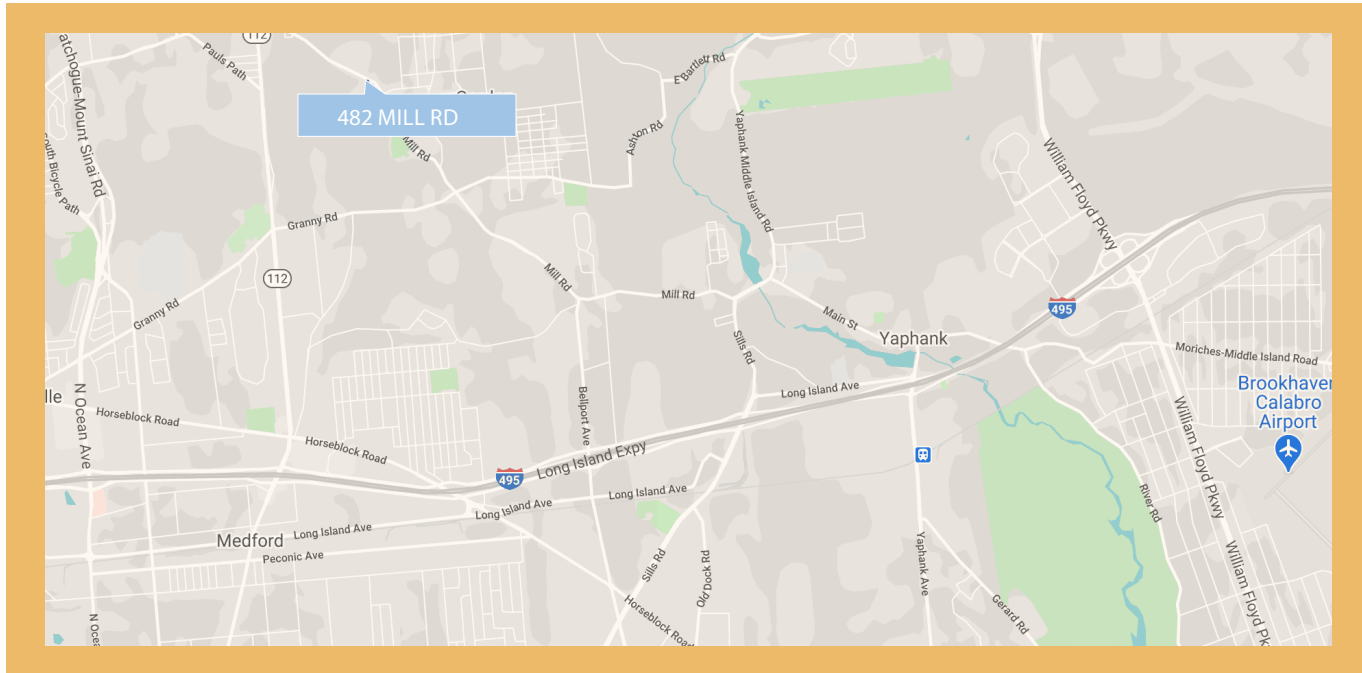 112
Pauls Path
atchogue-Mount Sinai Rd
E Bartlett Rd
482 MILL RD
Mill Rd
Ashton Rd
Yaphank Middle Island Rd
William Floyd Pkwy
outh Bicycle Path
Granny Rd
112
Mill Rd
Mill Rd
Granny Rd
Main St
495
Sills Rd
Yaphank
Moriches-Middle Island Road
Long Island Ave
Brookhaven
Calabro
Airport
lle
N Ocean Ave
Horseblock Road
Bellport Ave
William Floyd Pkwy
Horseblock Road
Long Island Expy
495
Long Island Ave
Long Island Ave
River Rd
Long Island Ave
Medford
Peconic Ave
Sills Rd
Old Dock Rd
Yaphank Ave
William Floyd Pk
Horseblock Road
Gerard Rd
N Ocea